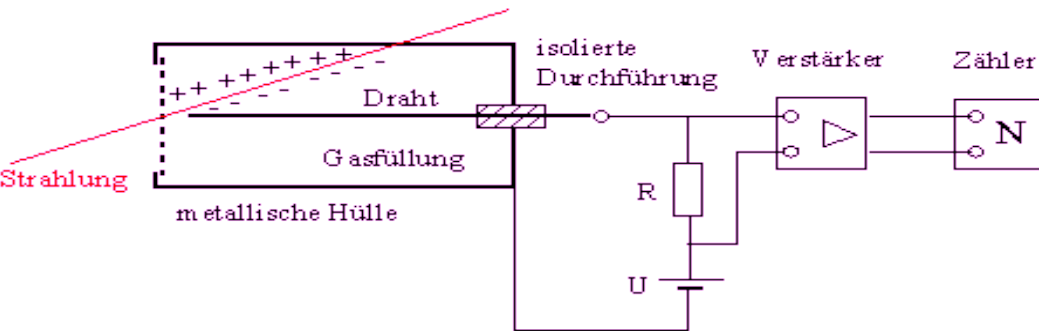 isolierte
Durchführung
Verstärker
Zähler
Draht
Gasfüllung
N
Strahlung
R
metallische Hülle
U